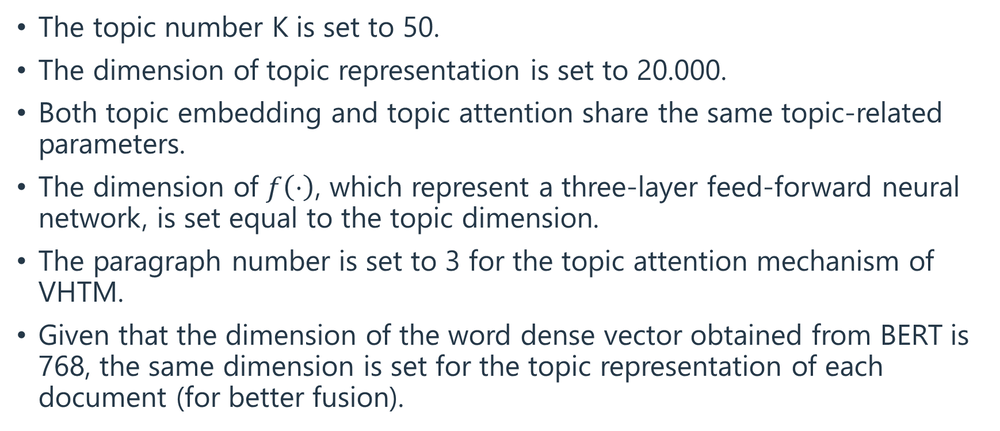 • The topic number K is set to 50.
• The dimension of topic representation is set to 20.000.
• Both topic embedding and topic attention share the same topic-related
parameters.
• The dimension of f(·), which represent a three-layer feed-forward neural
network, is set equal to the topic dimension.
• The paragraph number is set to 3 for the topic attention mechanism of
VHTM.
• Given that the dimension of the word dense vector obtained from BERT is
768, the same dimension is set for the topic representation of each
document (for better fusion).